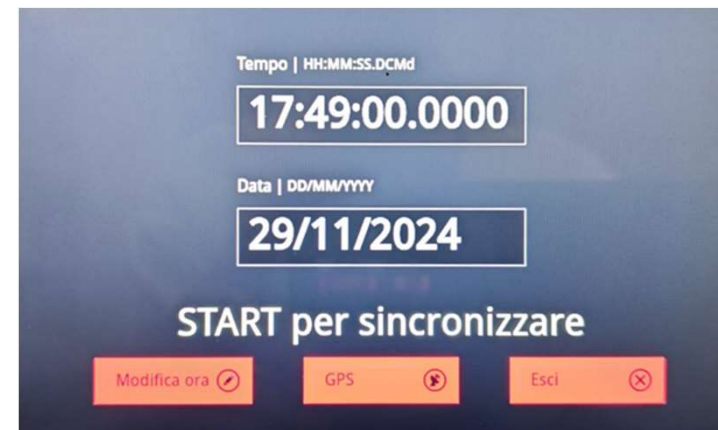 Tempo | HH:MM:SS.DCMd
17:49:00.0000
Data | DD/MM/YYYY
29/11/2024
START per sincronizzare
Modifica ora GPS Esci